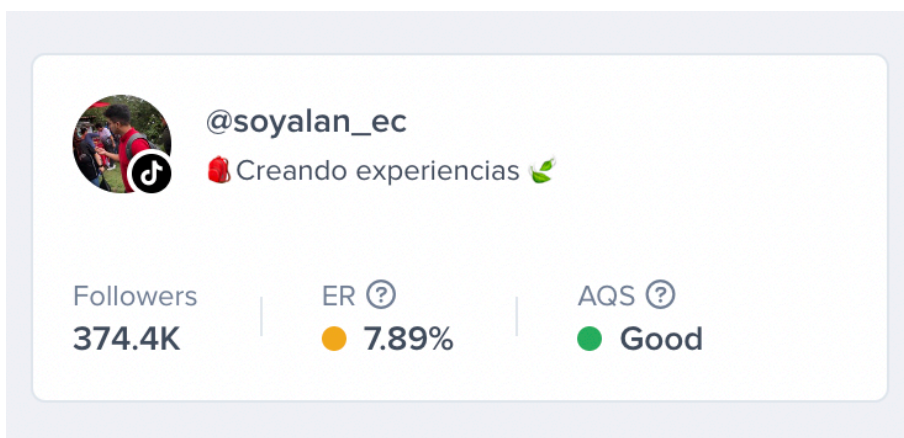 @soyalan_ec
🎒Creando experiencias 🍃
Followers
374.4K
ER ?
7.89%
AQS ?
Good